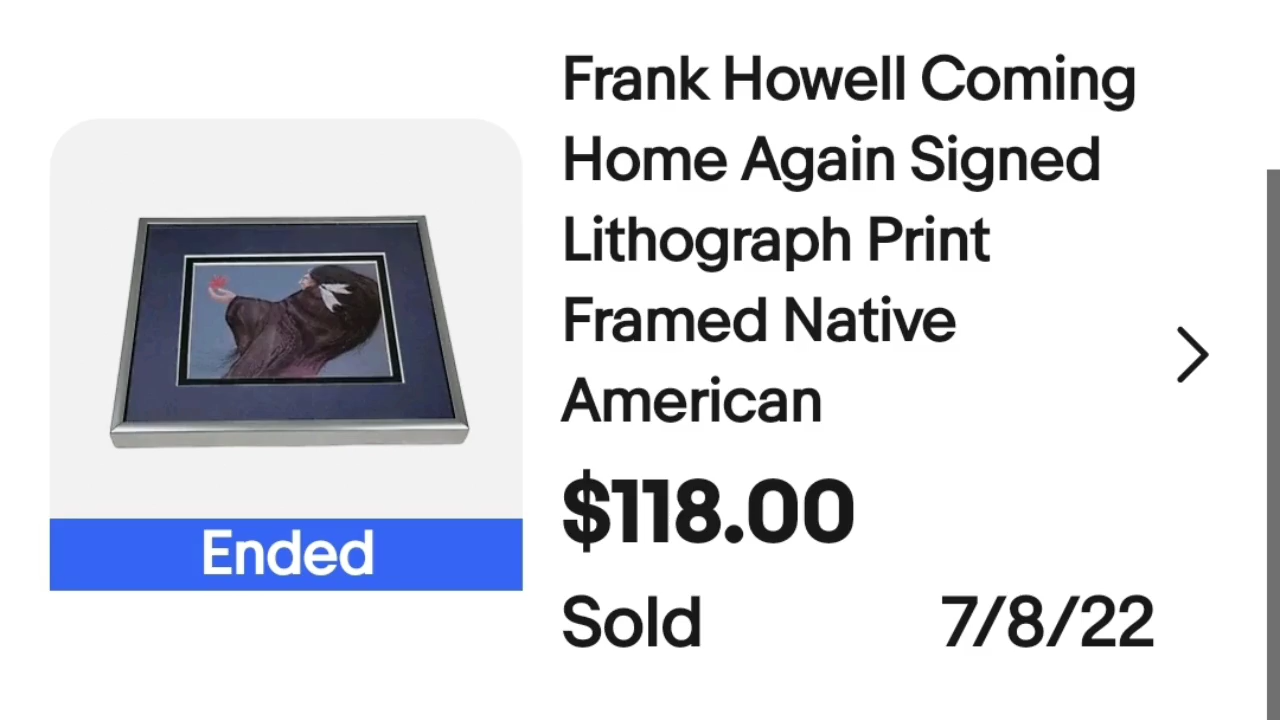 Frank Howell Coming
Home Again Signed
Lithograph Print
Framed Native
American
$118.00
Ended
Sold 7/8/22